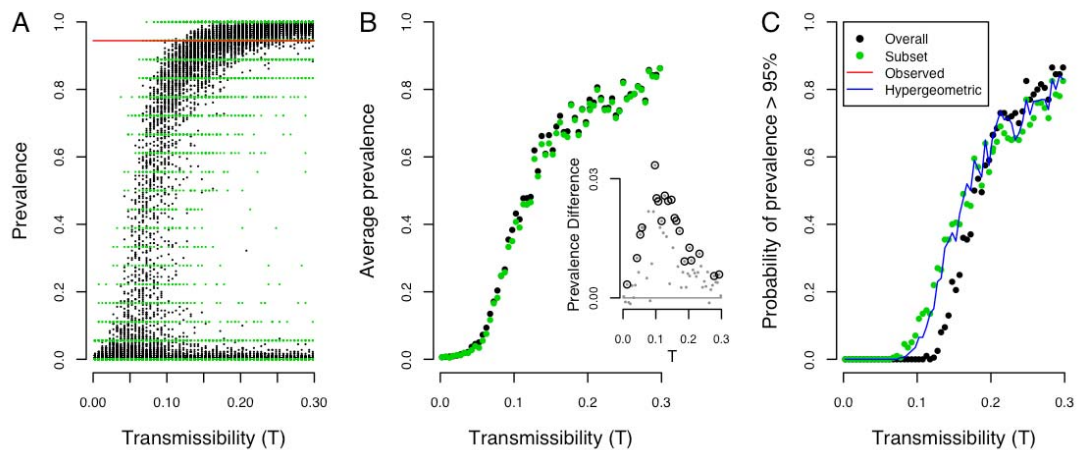 A
Prevalence
1.0
0.8
0.6
0.4
0.2
0.0
0.00
0.10
0.20
0.30
Transmissibility (T)
B
Average prevalence
1.0
0.8
0.6
0.4
0.2
0.0
0.0
0.1
0.2
0.3
Transmissibility (T)
Prevalence Difference
0.03
0.00
0.0
0.1
0.2
0.3
T
C
Probability of prevalence > 95%
1.0
0.8
0.6
0.4
0.2
0.0
0.0
0.1
0.2
0.3
Transmissibility (T)
Overall
Subset
Observed
Hypergeometric